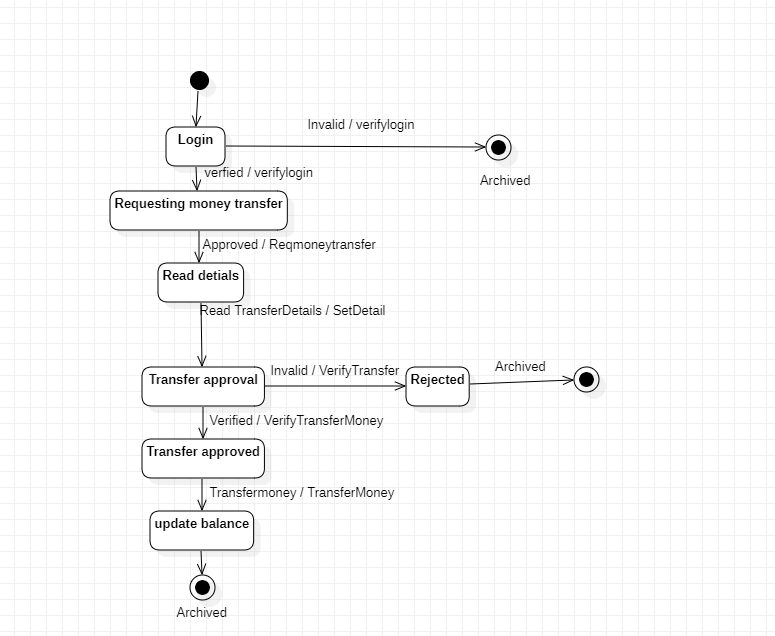 Invalid / verifylogin
Login
verfied / verifylogin
Archived
Requesting money transfer
Approved / Reqmoneytransfer
Read detials
Read TransferDetails / SetDetail
Transfer approval
Invalid / VerifyTransfer
Rejected
Archived
Verified / VerifyTransferMoney
Transfer approved
Transfermoney / TransferMoney
update balance
Archived